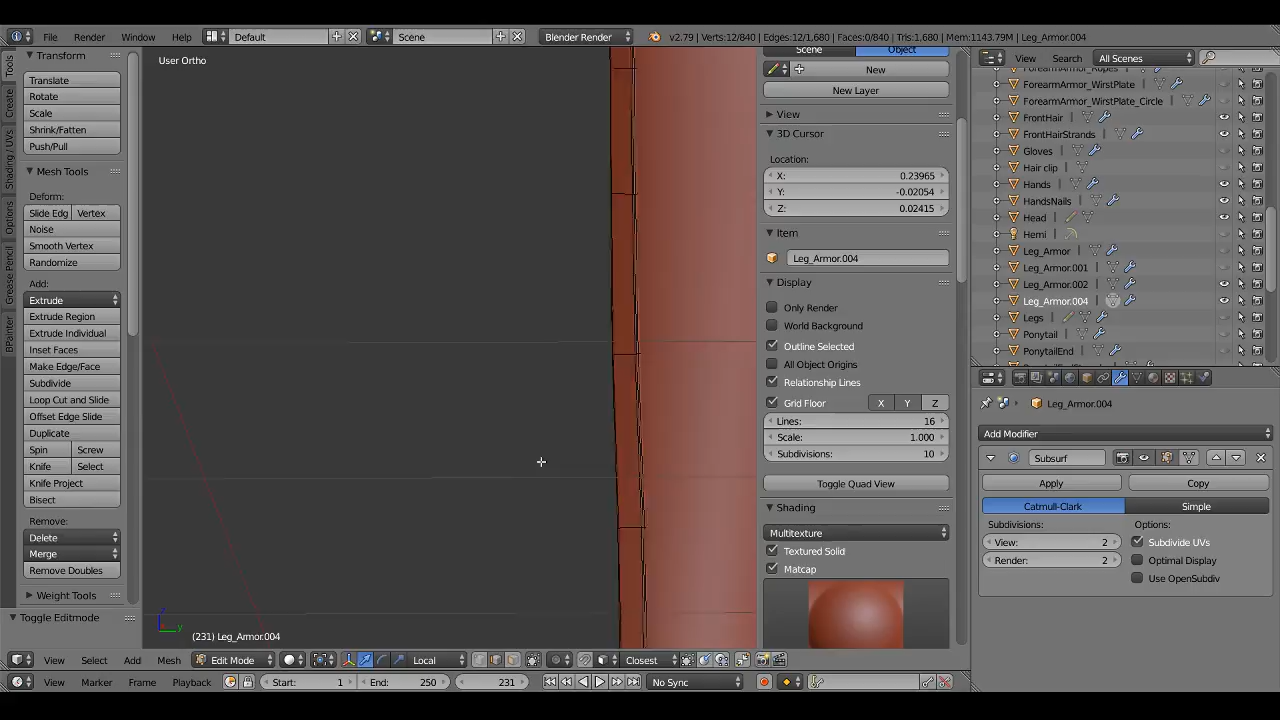 File Render Window Help Default Scene Blender Render v2.79 | Verts:12/840 | Edges:12/1,680 | Faces:0/840 | Tris:1,680 | Mem:1143.79M | Leg_Armor.004
Tools
Create
Shading / UVs
Options
Grease Pencil
BPainter
Transform
Translate
Rotate
Scale
Shrink/Fatten
Push/Pull
Mesh Tools
Deform:
Slide Edg Vertex
Noise
Smooth Vertex
Randomize
Add:
Extrude
Extrude Region
Extrude Individual
Inset Faces
Make Edge/Face
Subdivide
Loop Cut and Slide
Offset Edge Slide
Duplicate
Spin Screw
Knife Select
Knife Project
Bisect
Remove:
Delete
Merge
Remove Doubles
Weight Tools
Toggle Editmode
User Ortho
z
y
(231) Leg_Armor.004
Scene Object
New
New Layer
View
3D Cursor
Location:
X: 0.23965
Y: -0.02054
Z: 0.02415
Item
Leg_Armor.004
Display
Only Render
World Background
Outline Selected
All Object Origins
Relationship Lines
Grid Floor X Y Z
Lines: 16
Scale: 1.000
Subdivisions: 10
Toggle Quad View
Shading
Multitexture
Textured Solid
Matcap
View Search All Scenes
ForearmArmor_WirstPlate
ForearmArmor_WirstPlate_Circle
FrontHair
FrontHairStrands
Gloves
Hair clip
Hands
HandsNails
Head
Hemi
Leg_Armor
Leg_Armor.001
Leg_Armor.002
Leg_Armor.004
Legs
Ponytail
PonytailEnd
Leg_Armor.004
Add Modifier
Subsurf
Apply Copy
Catmull-Clark Simple
Subdivisions: Options:
View: 2 Subdivide UVs
Render: 2 Optimal Display
Use OpenSubdiv
View Select Add Mesh Edit Mode Local Closest
View Marker Frame Playback Start: 1 End: 250 231 No Sync